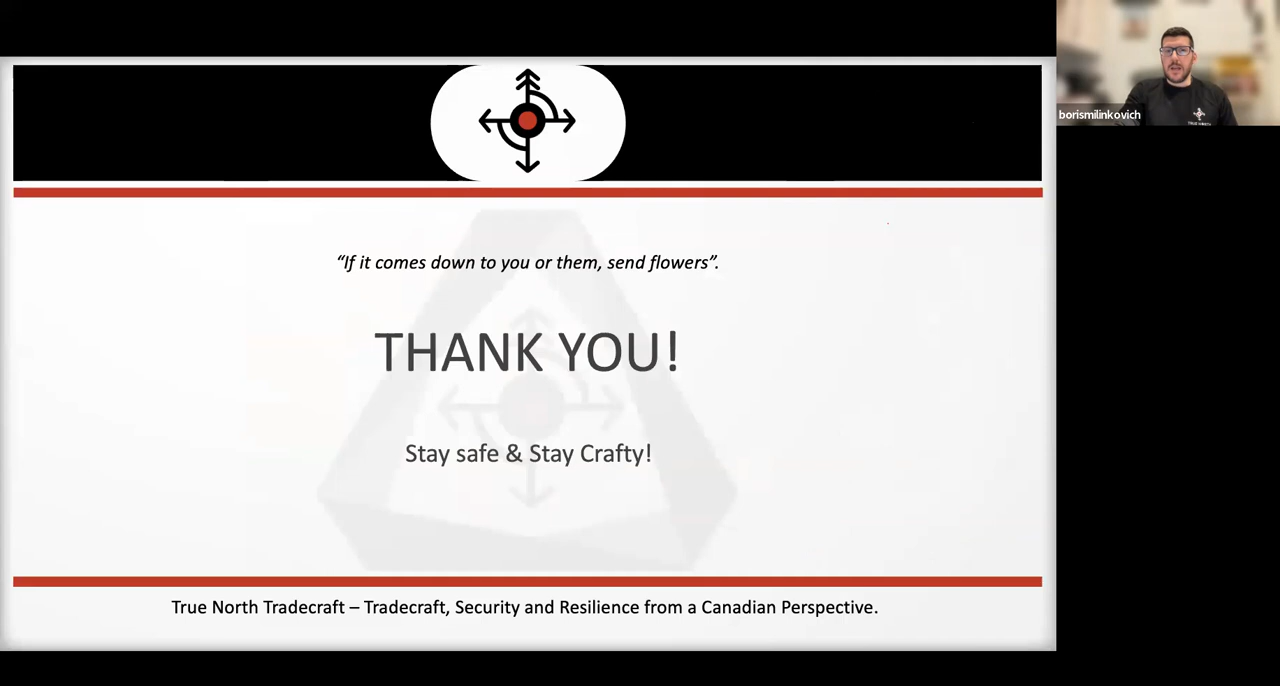 borismilinkovich
“If it comes down to you or them, send flowers”.
THANK YOU!
Stay safe & Stay Crafty!
True North Tradecraft – Tradecraft, Security and Resilience from a Canadian Perspective.